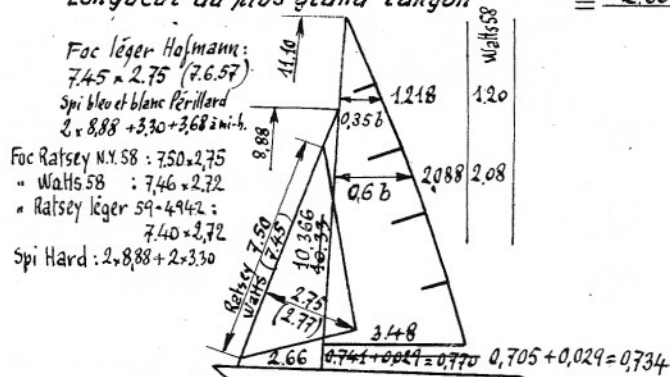 Longueur du plus grand tangon
Foc léger Hofmann:
7.45 x 2.75 (7.6.57)
Spi bleu et blanc Périllard
2 x 8,88 + 3,30 + 3,68 à mi-h.
Foc Ratsey N.Y. 58 : 7.50 x 2,75
" Watts 58 : 7,46 x 2,72
" Ratsey léger 59-4942 :
7.40 x 2,72
Spi Hard : 2 x 8,88 + 2 x 3.30
11.10
8.88
Watts 58
1.218
1.20
0,35 b
2,088
2,08
0,6 b
Ratsey 7.50
Watts (7.45)
10.366
2.75
(2.77)
3.48
2.66
0.741 + 0,029 = 0,770
0,705 + 0,029 = 0,734